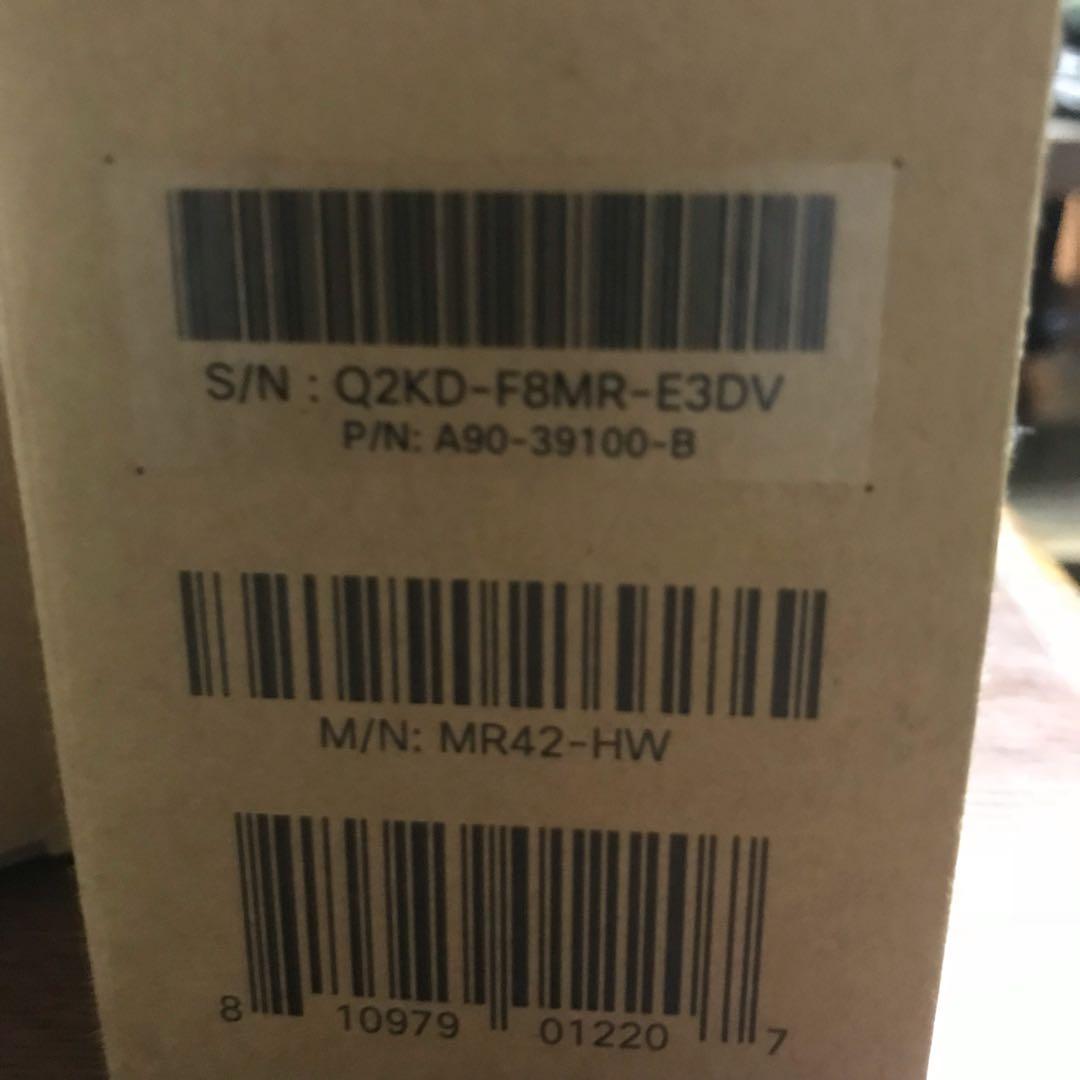 S/N : Q2KD-F8MR-E3DV
P/N: A90-39100-B
M/N: MR42-HW
8 10979 01220 7